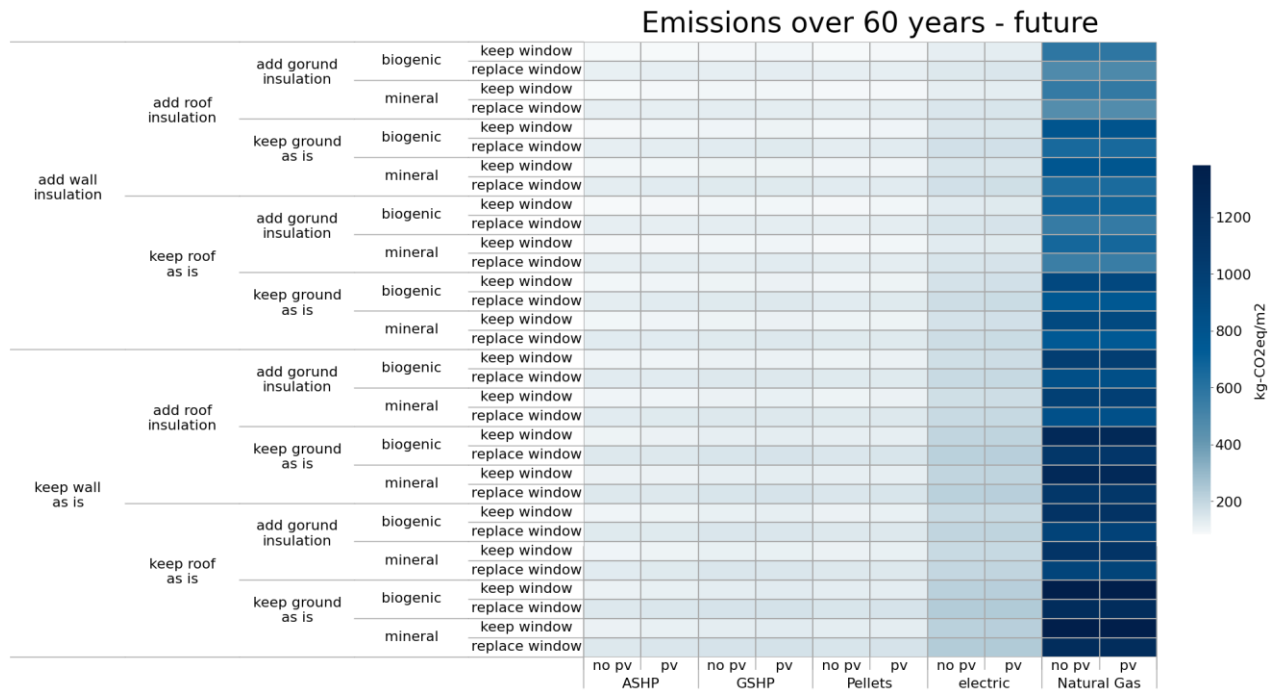 Emissions over 60 years - future
add wall
insulation
add roof
insulation
add gorund
insulation
biogenic
keep window
replace window
mineral
keep window
replace window
keep ground
as is
biogenic
keep window
replace window
mineral
keep window
replace window
keep roof
as is
add gorund
insulation
biogenic
keep window
replace window
mineral
keep window
replace window
keep ground
as is
biogenic
keep window
replace window
mineral
keep window
replace window
keep wall
as is
add roof
insulation
add gorund
insulation
biogenic
keep window
replace window
mineral
keep window
replace window
keep ground
as is
biogenic
keep window
replace window
mineral
keep window
replace window
keep roof
as is
add gorund
insulation
biogenic
keep window
replace window
mineral
keep window
replace window
keep ground
as is
biogenic
keep window
replace window
mineral
keep window
replace window
no pv pv no pv pv no pv pv no pv pv no pv pv
ASHP GSHP Pellets electric Natural Gas
1200
1000
800
600
400
200
kg-CO2eq/m2